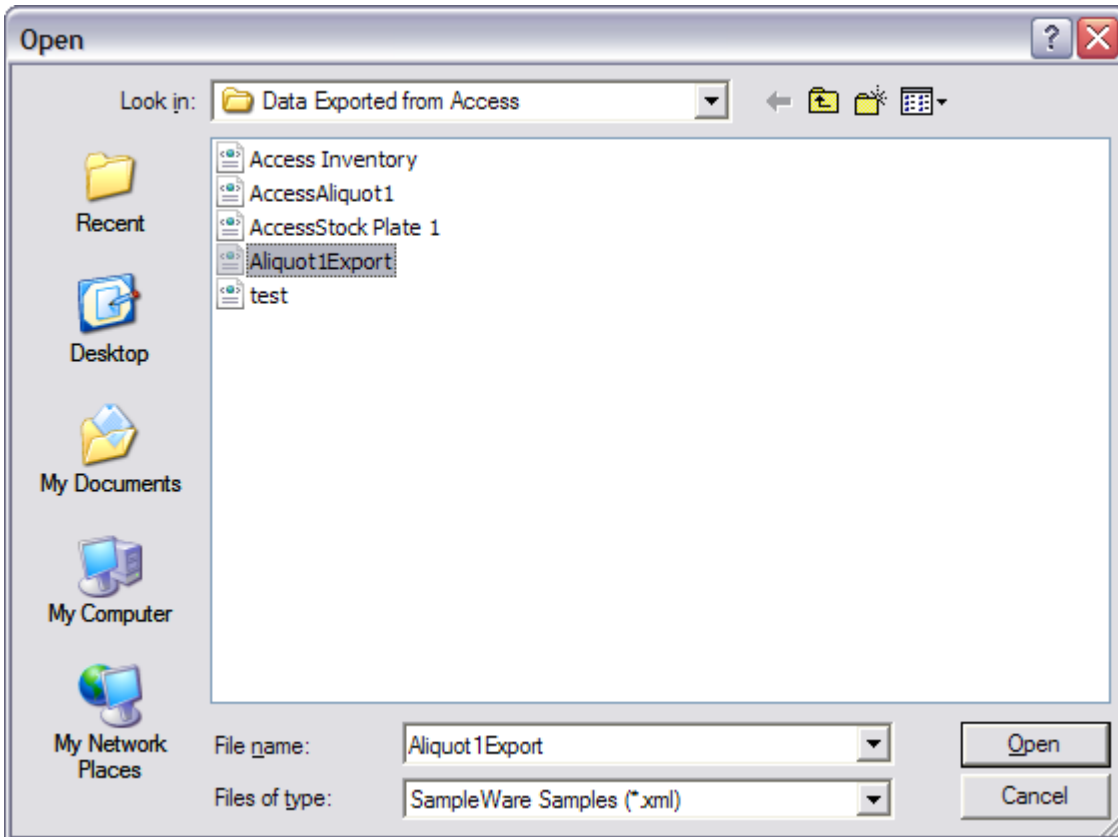 Open
?
Look in: Data Exported from Access
Recent
Desktop
My Documents
My Computer
My Network
Places
Access Inventory
AccessAliquot1
AccessStock Plate 1
Aliquot1Export
test
File name: Aliquot1Export
Open
Files of type: SampleWare Samples (*.xml)
Cancel